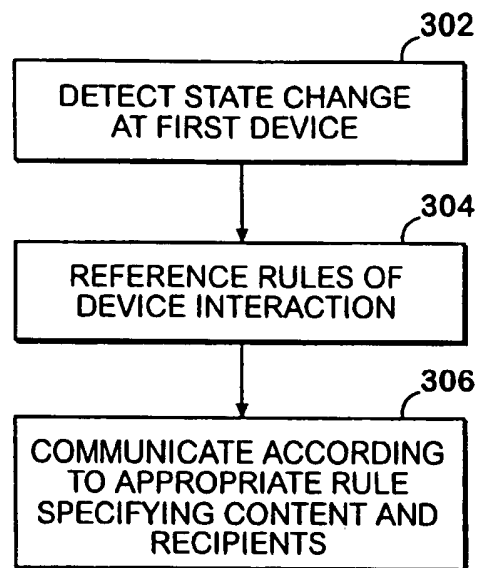 302
DETECT STATE CHANGE
AT FIRST DEVICE
304
REFERENCE RULES OF
DEVICE INTERACTION
306
COMMUNICATE ACCORDING
TO APPROPRIATE RULE
SPECIFYING CONTENT AND
RECIPIENTS